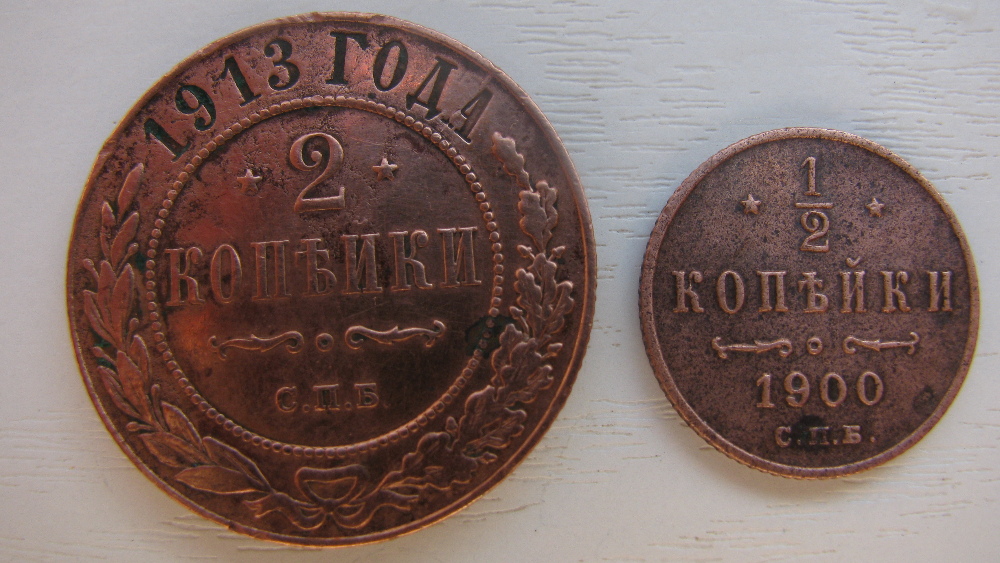 1913 ГОДА
2
КОПѢЙКИ
С.П.Б.
1/2
КОПѢЙКИ
1900
С.П.Б.